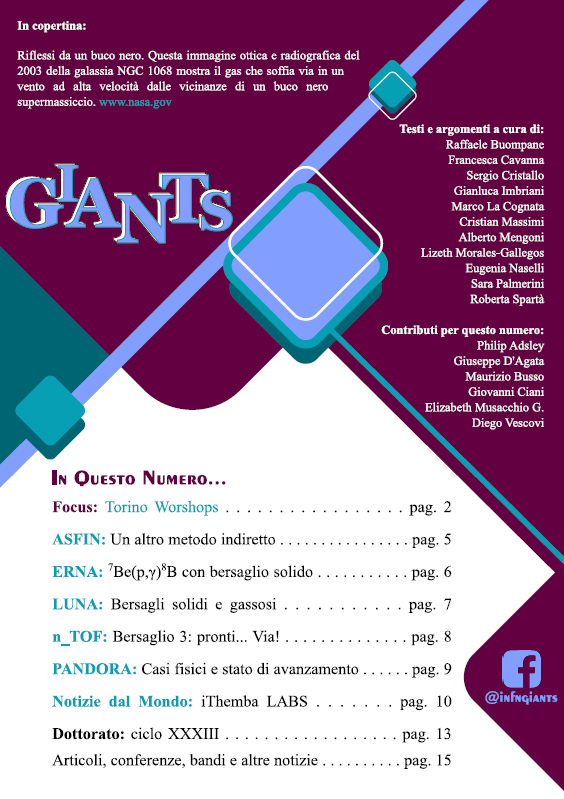 In copertina:
Riflessi da un buco nero. Questa immagine ottica e radiografica del
2003 della galassia NGC 1068 mostra il gas che soffia via in un
vento ad alta velocità dalle vicinanze di un buco nero
supermassiccio. www.nasa.gov
GIANTS
Testi e argomenti a cura di:
Raffaele Buompane
Francesca Cavanna
Sergio Cristallo
Gianluca Imbriani
Marco La Cognata
Cristian Massimi
Alberto Mengoni
Lizeth Morales-Gallegos
Eugenia Naselli
Sara Palmerini
Roberta Spartà
Contributi per questo numero:
Philip Adsley
Giuseppe D'Agata
Maurizio Busso
Giovanni Ciani
Elizabeth Musacchio G.
Diego Vescovi
In Questo Numero...
Focus: Torino Worshops . . . . . . . . . . . . . . . . . pag. 2
ASFIN: Un altro metodo indiretto . . . . . . . . . . . . . . . pag. 5
ERNA: ⁷Be(p,γ)⁸B con bersaglio solido . . . . . . . . . . . pag. 6
LUNA: Bersagli solidi e gassosi . . . . . . . . . . . pag. 7
n_TOF: Bersaglio 3: pronti... Via! . . . . . . . . . . . . . . pag. 8
PANDORA: Casi fisici e stato di avanzamento . . . . . . pag. 9
Notizie dal Mondo: iThemba LABS . . . . . . . pag. 10
Dottorato: ciclo XXXIII . . . . . . . . . . . . . . . . . . pag. 13
Articoli, conferenze, bandi e altre notizie . . . . . . . . . . pag. 15
@infngiants